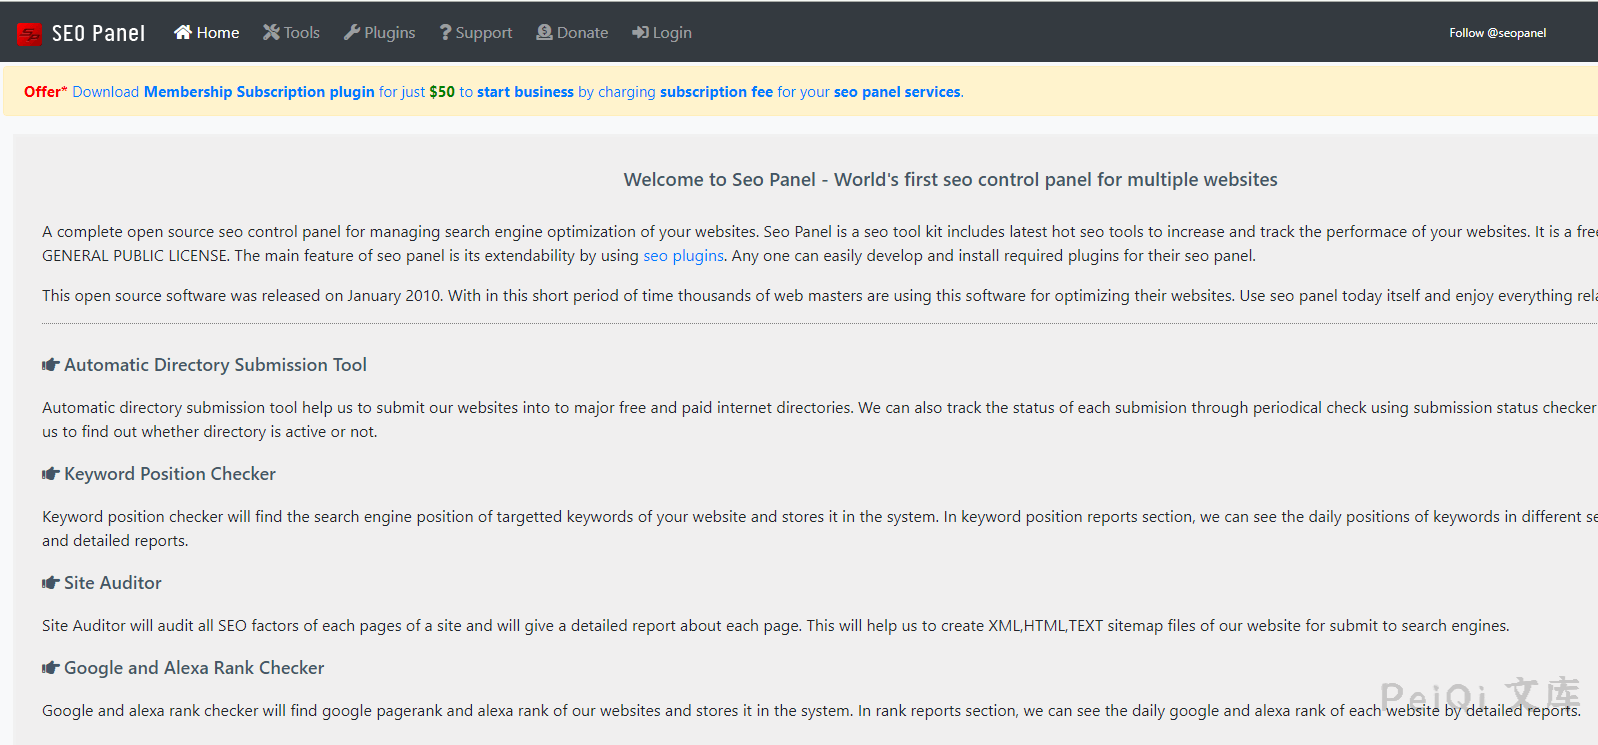 SEO Panel Home Tools Plugins ? Support Donate Login Follow @seopanel
Offer* Download Membership Subscription plugin for just $50 to start business by charging subscription fee for your seo panel services.
Welcome to Seo Panel - World's first seo control panel for multiple websites
A complete open source seo control panel for managing search engine optimization of your websites. Seo Panel is a seo tool kit includes latest hot seo tools to increase and track the performace of your websites. It is a fre
GENERAL PUBLIC LICENSE. The main feature of seo panel is its extendability by using seo plugins. Any one can easily develop and install required plugins for their seo panel.
This open source software was released on January 2010. With in this short period of time thousands of web masters are using this software for optimizing their websites. Use seo panel today itself and enjoy everything rela
Automatic Directory Submission Tool
Automatic directory submission tool help us to submit our websites into to major free and paid internet directories. We can also track the status of each submision through periodical check using submission status checker
us to find out whether directory is active or not.
Keyword Position Checker
Keyword position checker will find the search engine position of targetted keywords of your website and stores it in the system. In keyword position reports section, we can see the daily positions of keywords in different se
and detailed reports.
Site Auditor
Site Auditor will audit all SEO factors of each pages of a site and will give a detailed report about each page. This will help us to create XML,HTML,TEXT sitemap files of our website for submit to search engines.
Google and Alexa Rank Checker
Google and alexa rank checker will find google pagerank and alexa rank of our websites and stores it in the system. In rank reports section, we can see the daily google and alexa rank of each website by detailed reports.
PeiQi 文库